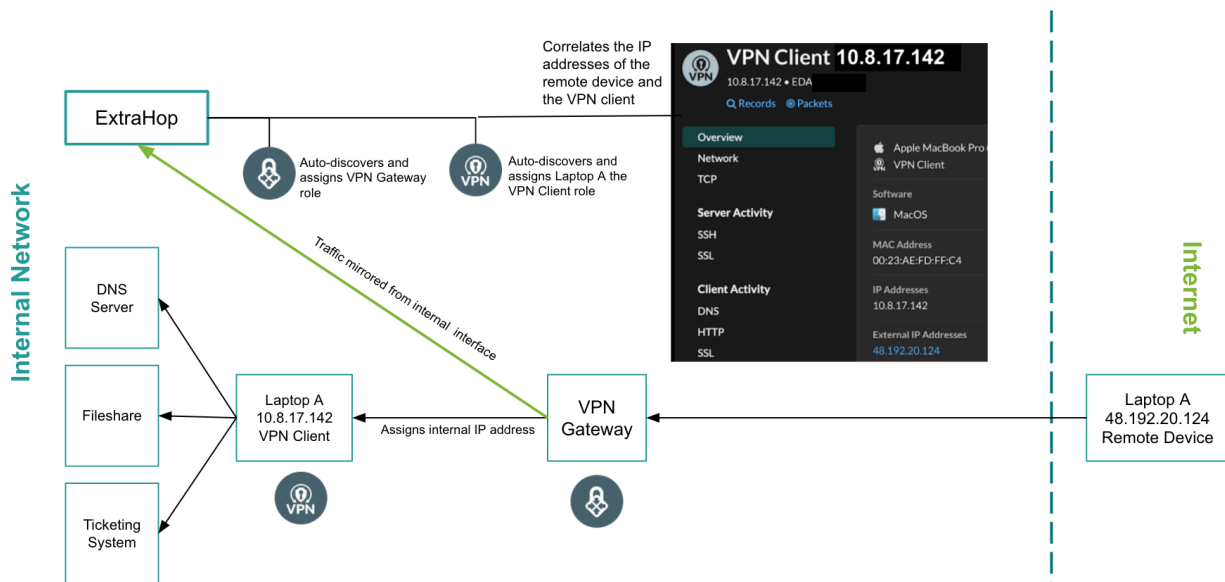 Correlates the IP
addresses of the
remote device and
the VPN client
VPN
VPN Client 10.8.17.142
10.8.17.142 • EDA
Records Packets
Overview
Network
TCP
Server Activity
SSH
SSL
Client Activity
DNS
HTTP
SSL
Apple MacBook Pro
VPN Client
Software
MacOS
MAC Address
00:23:AE:FD:FF:C4
IP Addresses
10.8.17.142
External IP Addresses
48.192.20.124
ExtraHop
Auto-discovers and
assigns VPN Gateway
role
VPN
Auto-discovers and
assigns Laptop A the
VPN Client role
Internal Network
Internet
Traffic mirrored from internal interface
DNS
Server
Fileshare
Ticketing
System
Laptop A
10.8.17.142
VPN Client
VPN
Assigns internal IP address
VPN
Gateway
Laptop A
48.192.20.124
Remote Device